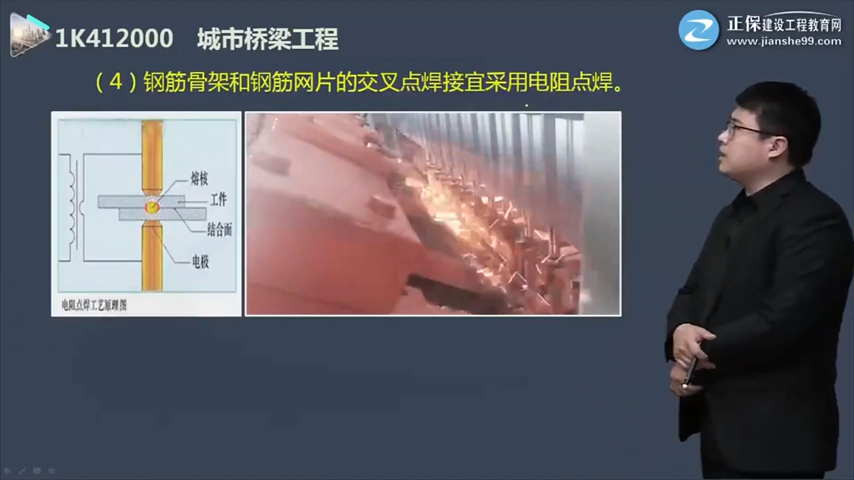 1K412000 城市桥梁工程
正保建设工程教育网
www.jianshe99.com
（4）钢筋骨架和钢筋网片的交叉点焊接宜采用电阻点焊。
熔核
工件
结合面
电极
电阻点焊工艺原理图